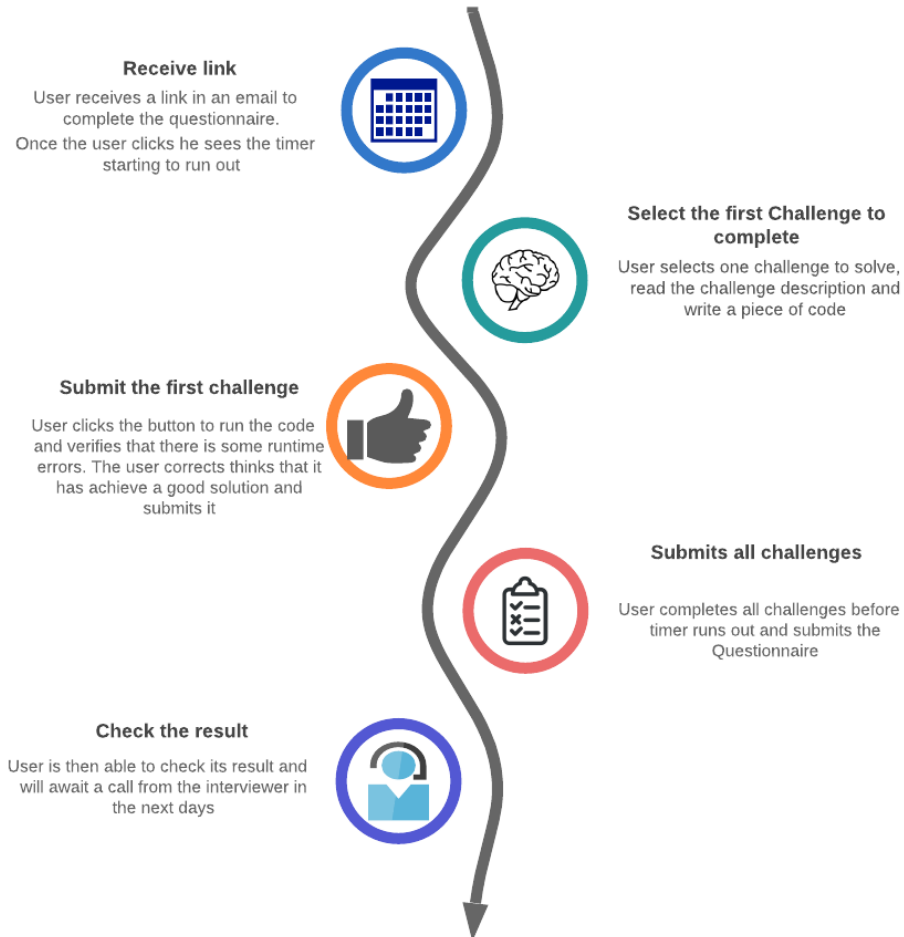 Receive link
User receives a link in an email to
complete the questionnaire.
Once the user clicks he sees the timer
starting to run out
Select the first Challenge to
complete
User selects one challenge to solve,
read the challenge description and
write a piece of code
Submit the first challenge
User clicks the button to run the code
and verifies that there is some runtime
errors. The user corrects thinks that it
has achieve a good solution and
submits it
Submits all challenges
User completes all challenges before
timer runs out and submits the
Questionnaire
Check the result
User is then able to check its result and
will await a call from the interviewer in
the next days